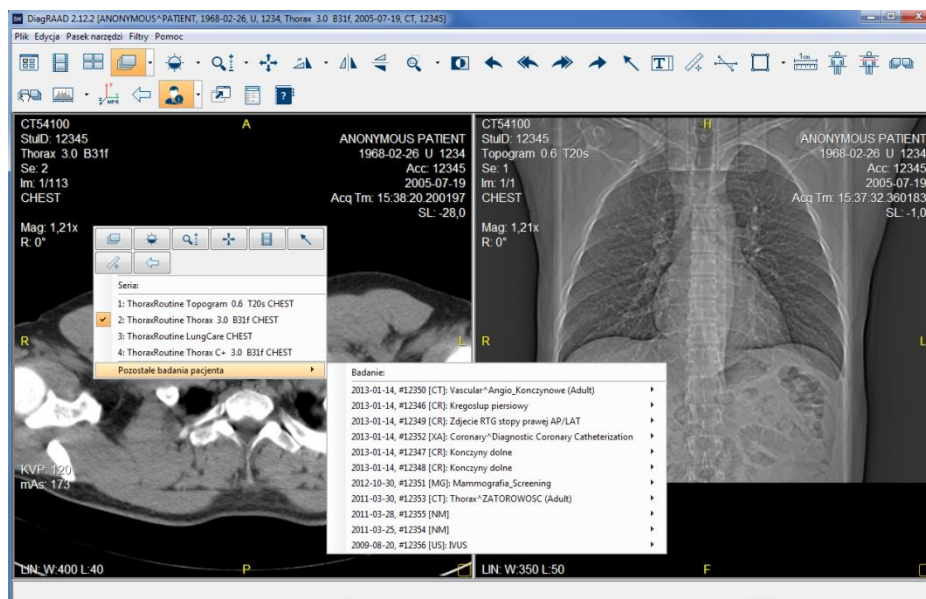 DiagRAAD 2.12.2 [ANONYMOUS^PATIENT, 1968-02-26, U, 1234, Thorax 3.0 B31f, 2005-07-19, CT, 12345]
Plik Edycja Pasek narzędzi Filtry Pomoc
1cm
MPR
CT54100
StuID: 12345
Thorax 3.0 B31f
Se: 2
Im: 1/113
CHEST
Mag: 1,21x
R: 0°
A
ANONYMOUS PATIENT
1968-02-26 U 1234
Acc: 12345
2005-07-19
Acq Tm: 15:38:20.200197
SL: -28,0
R
KVP: 120
mAs: 173
LIN: W:400 L:40
P
Seria:
1: ThoraxRoutine Topogram 0.6 T20s CHEST
2: ThoraxRoutine Thorax 3.0 B31f CHEST
3: ThoraxRoutine LungCare CHEST
4: ThoraxRoutine Thorax C+ 3.0 B31f CHEST
Pozostałe badania pacjenta
Badanie:
2013-01-14, #12350 [CT]: Vascular^Angio_Konczynowe (Adult)
2013-01-14, #12346 [CR]: Kregoslup piersiowy
2013-01-14, #12349 [CR]: Zdjecie RTG stopy prawej AP/LAT
2013-01-14, #12352 [XA]: Coronary^Diagnostic Coronary Catheterization
2013-01-14, #12347 [CR]: Konczyny dolne
2013-01-14, #12348 [CR]: Konczyny dolne
2012-10-30, #12351 [MG]: Mammografia_Screening
2011-03-30, #12353 [CT]: Thorax^ZATOROWOSC (Adult)
2011-03-28, #12355 [NM]
2011-03-25, #12354 [NM]
2009-08-20, #12356 [US]: IVUS
CT54100
StuID: 12345
Topogram 0.6 T20s
Se: 1
Im: 1/1
CHEST
Mag: 1,21x
R: 0°
H
ANONYMOUS PATIENT
1968-02-26 U 1234
Acc: 12345
2005-07-19
Acq Tm: 15:37:32.360183
SL: -1,0
R
L
LIN: W:350 L:50
F